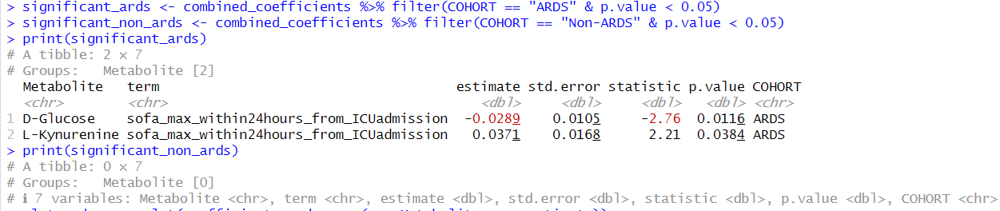 > significant_ards <- combined_coefficients %>% filter(COHORT == "ARDS" & p.value < 0.05)
> significant_non_ards <- combined_coefficients %>% filter(COHORT == "Non-ARDS" & p.value < 0.05)
> print(significant_ards)
# A tibble: 2 × 7
# Groups:   Metabolite [2]
  Metabolite   term                                estimate std.error statistic p.value COHORT
  <chr>        <chr>                                  <dbl>     <dbl>     <dbl>   <dbl> <chr>
1 D-Glucose    sofa_max_within24hours_from_ICUadmission  -0.0289    0.0105     -2.76  0.0116 ARDS
2 L-Kynurenine sofa_max_within24hours_from_ICUadmission   0.0371    0.0168      2.21  0.0384 ARDS
> print(significant_non_ards)
# A tibble: 0 × 7
# Groups:   Metabolite [0]
# ℹ 7 variables: Metabolite <chr>, term <chr>, estimate <dbl>, std.error <dbl>, statistic <dbl>, p.value <dbl>, COHORT <chr>